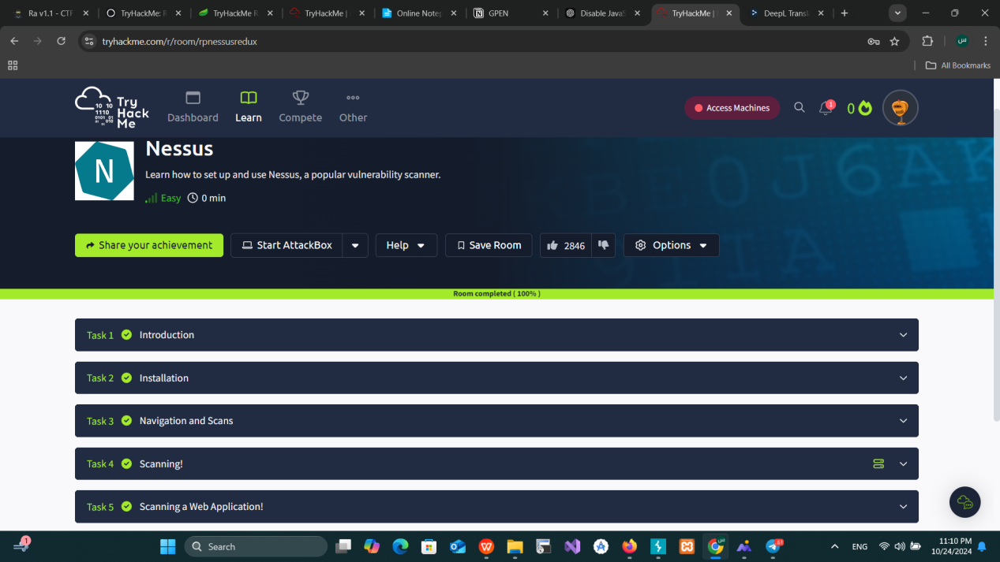 Ra v1.1 - CTF
TryHackMe: R
TryHackMe R
TryHackMe |
Online Notep
GPEN
Disable JavaS
TryHackMe |
DeepL Transl
tryhackme.com/r/room/rpnessusredux
س
All Bookmarks
Try Hack Me
Dashboard
Learn
Compete
Other
Access Machines
1
0
N
Nessus
Learn how to set up and use Nessus, a popular vulnerability scanner.
Easy 0 min
Share your achievement
Start AttackBox
Help
Save Room
2846
Options
Room completed ( 100% )
Task 1 Introduction
Task 2 Installation
Task 3 Navigation and Scans
Task 4 Scanning!
Task 5 Scanning a Web Application!
1
Search
س
61
ENG
11:10 PM
10/24/2024